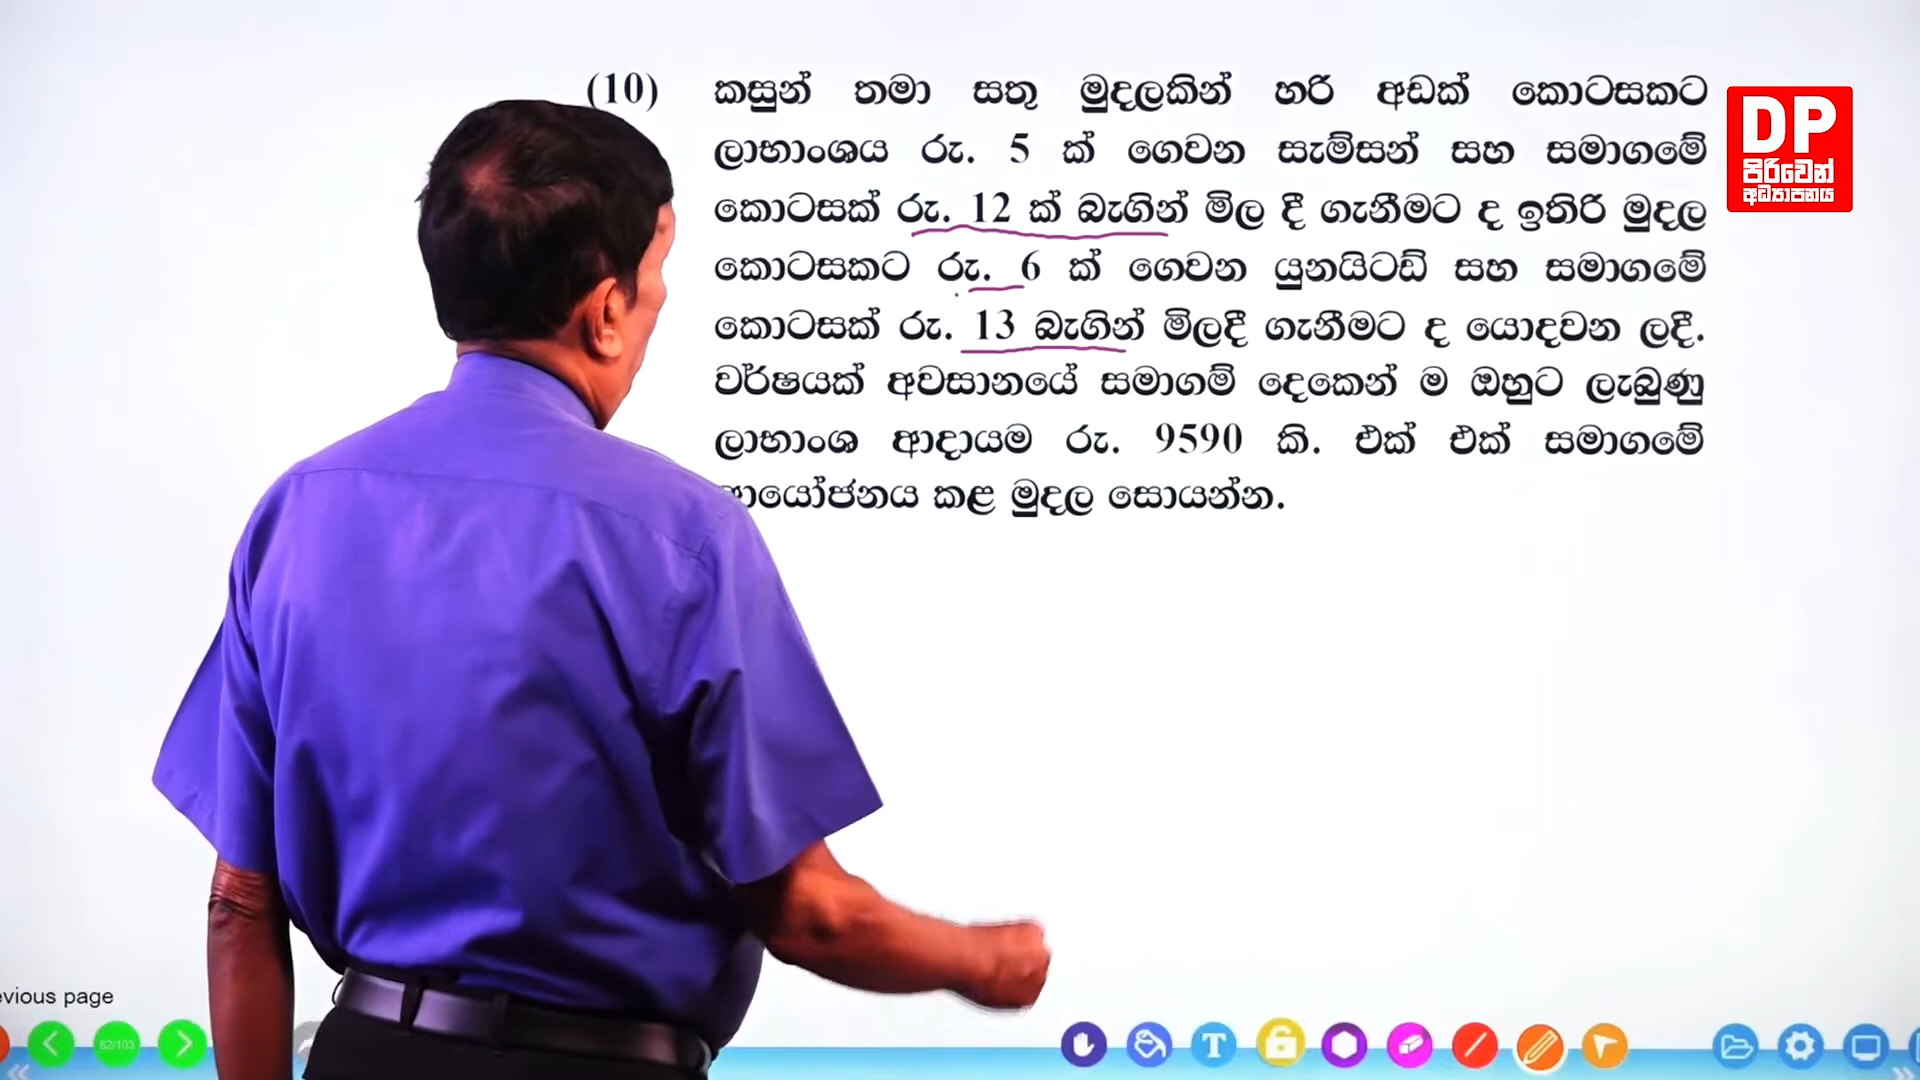 (10) කසුන් තමා සතු මුදලකින් හරි අඩක් කොටසකට
ලාභාංශය රු. 5 ක් ගෙවන සැම්සන් සහ සමාගමේ
කොටසක් රු. 12 ක් බැගින් මිල දී ගැනීමට ද ඉතිරි මුදල
කොටසකට රු. 6 ක් ගෙවන යුනයිටඩ් සහ සමාගමේ
කොටසක් රු. 13 බැගින් මිලදී ගැනීමට ද යොදවන ලදී.
වර්ෂයක් අවසානයේ සමාගම් දෙකෙන් ම ඔහුට ලැබුණු
ලාභාංශ ආදායම රු. 9590 කි. එක් එක් සමාගමේ
කළ මුදල සොයන්න.
DP
පිරිවෙන්
අධ්‍යාපනය
page
82/103
T